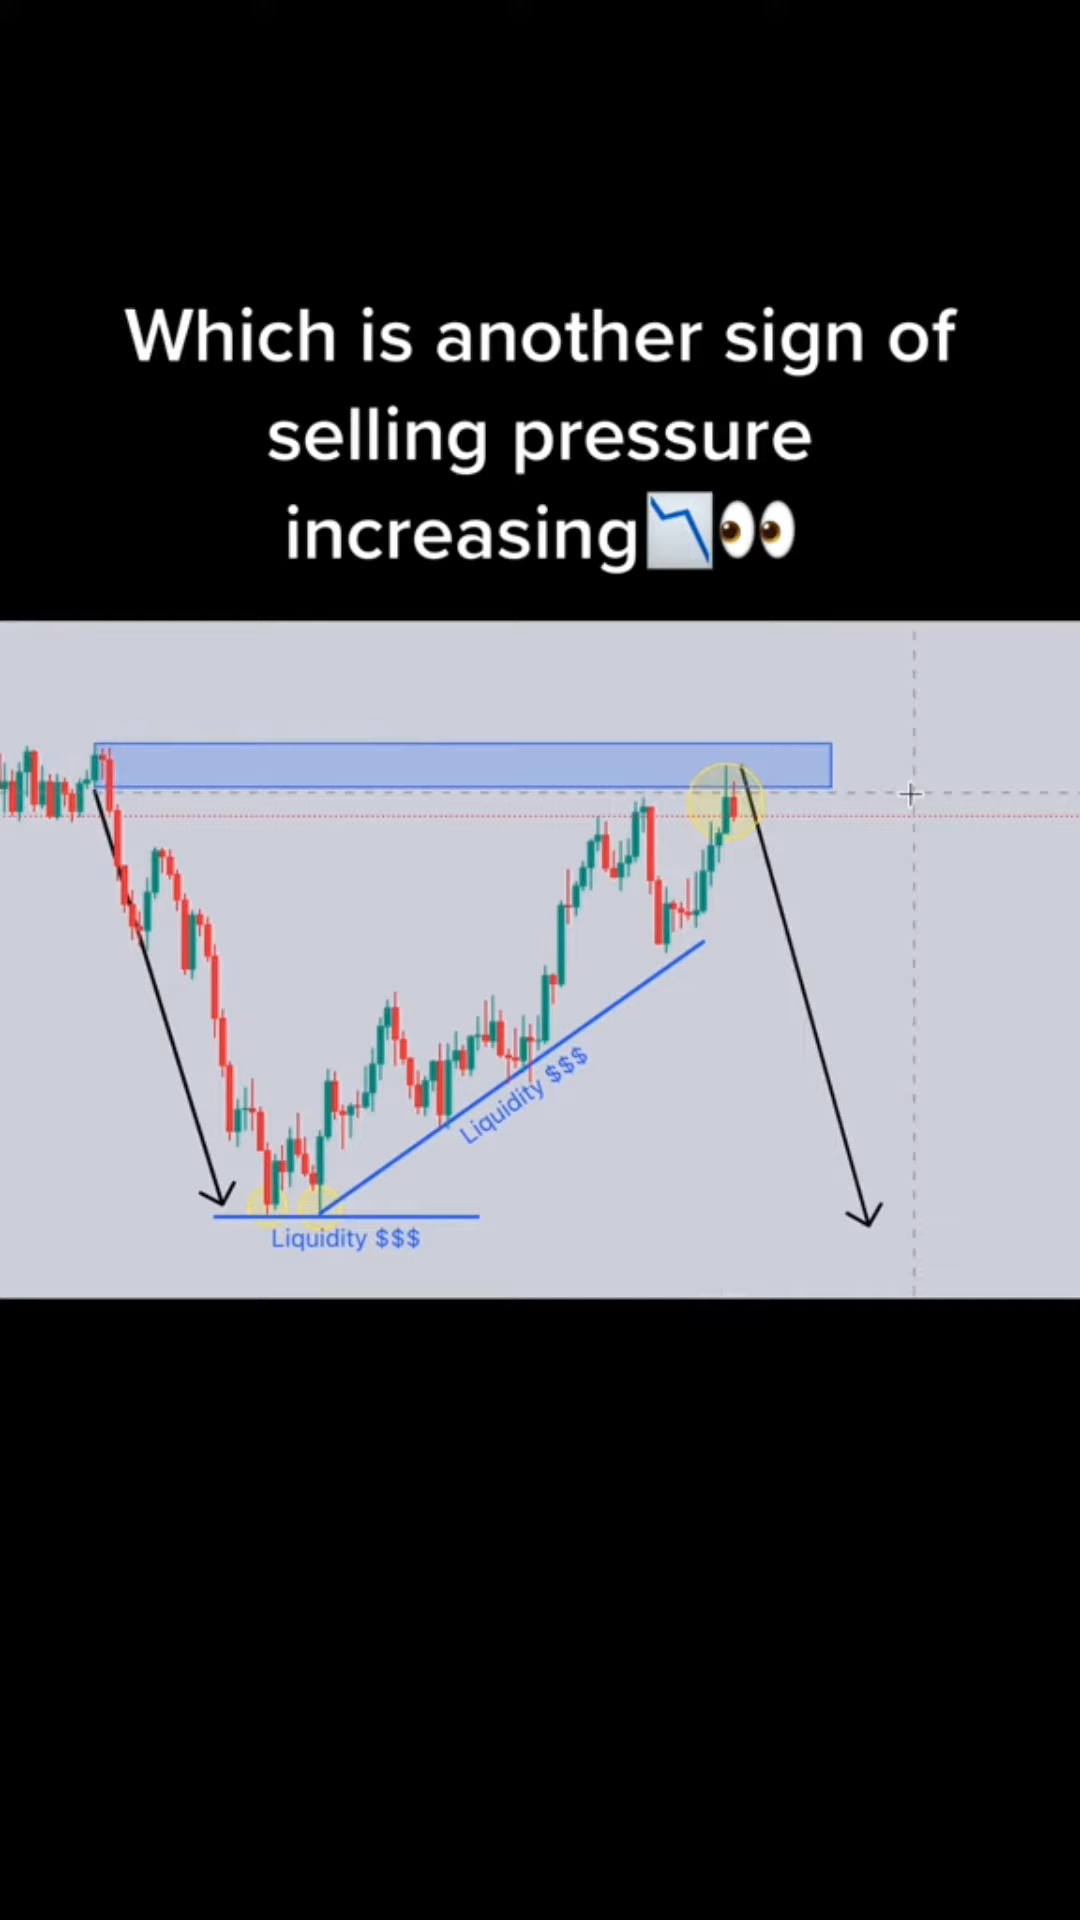 Which is another sign of
selling pressure
increasing📉👀
Liquidity $$$
Liquidity $$$